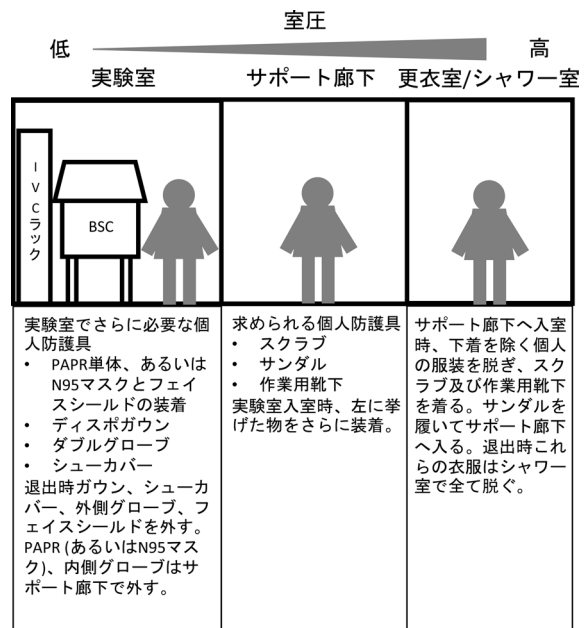 室圧
低
高
実験室
サポート廊下
更衣室/シャワー室
IVCラック
BSC
実験室でさらに必要な個
人防護具
• PAPR単体、あるいは
N95マスクとフェイ
スシールドの装着
• ディスポガウン
• ダブルグローブ
• シューカバー
退出時ガウン、シューカ
バー、外側グローブ、フ
ェイスシールドを外す。
PAPR (あるいはN95マス
ク)、内側グローブはサ
ポート廊下で外す。
求められる個人防護具
• スクラブ
• サンダル
• 作業用靴下
実験室入室時、左に挙
げた物をさらに装着。
サポート廊下へ入室
時、下着を除く個人
の服装を脱ぎ、スク
ラブ及び作業用靴下
を着る。サンダルを
履いてサポート廊下
へ入る。退出時これ
らの衣服はシャワー
室で全て脱ぐ。